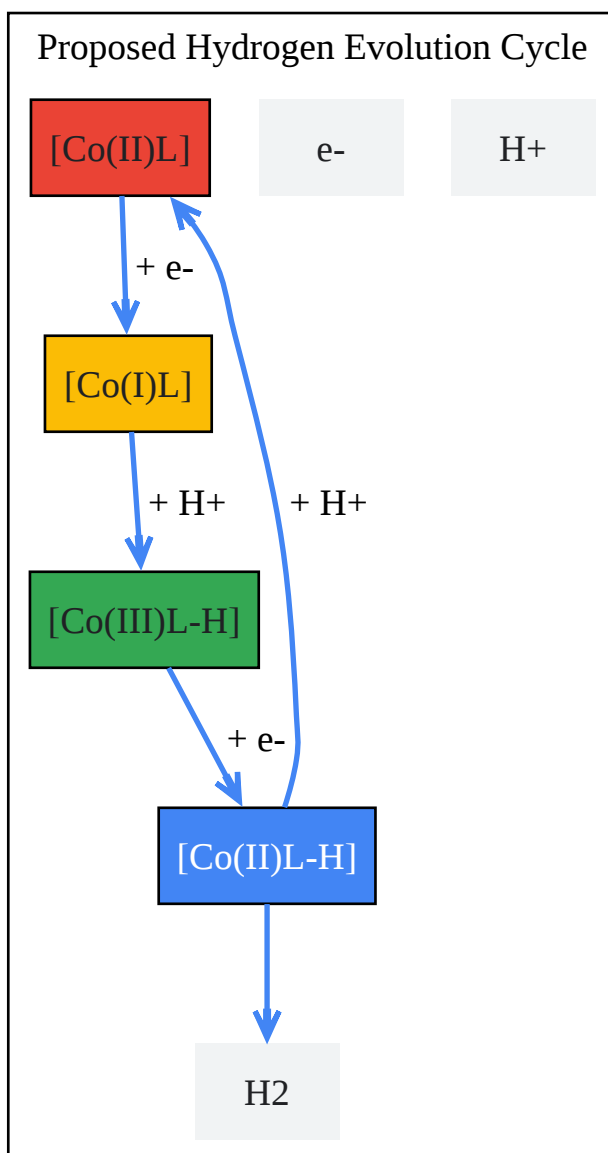 Proposed Hydrogen Evolution Cycle
[Co(II)L]
e-
H+
+ e-
[Co(I)L]
+ H+
+ H+
[Co(III)L-H]
+ e-
[Co(II)L-H]
H2